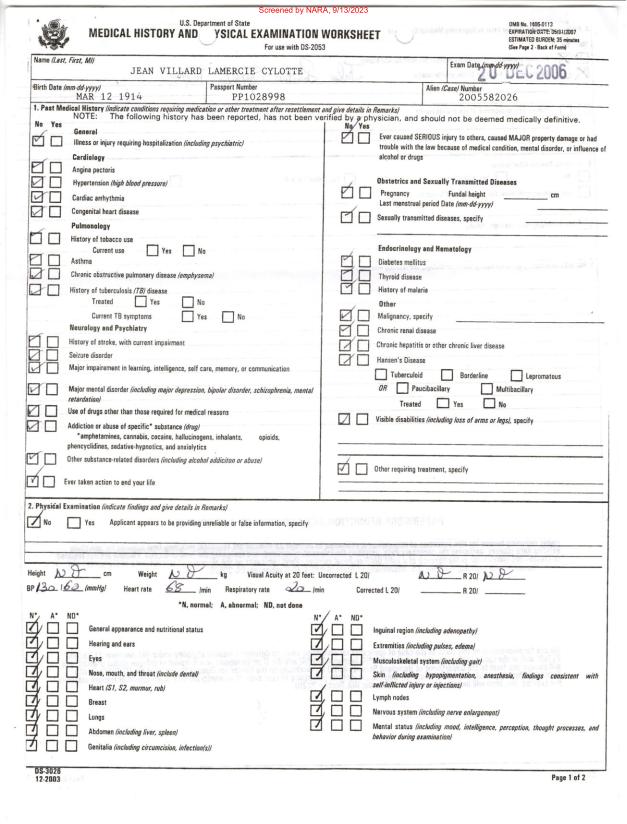 Screened by NARA, 9/13/2023
U.S. Department of State
MEDICAL HISTORY AND YSICAL EXAMINATION WORKSHEET
For use with DS-2053
OMB No. 1405-0113
EXPIRATION DATE: 05/31/2007
ESTIMATED BURDEN: 35 minutes
(See Page 2 - Back of Form)
Name (Last, First, MI)
JEAN VILLARD LAMERCIE CYLOTTE
Exam Date (mm-dd-yyyy)
20 DEC 2006
Birth Date (mm-dd-yyyy)
MAR 12 1914
Passport Number
PP1028998
Alien (Case) Number
2005582026
1. Past Medical History (indicate conditions requiring medication or other treatment after resettlement and give details in Remarks)
NOTE: The following history has been reported, has not been verified by a physician, and should not be deemed medically definitive.
No Yes
General
Illness or injury requiring hospitalization (including psychiatric)
Cardiology
Angina pectoris
Hypertension (high blood pressure)
Cardiac arrhythmia
Congenital heart disease
Pulmonology
History of tobacco use
Current use Yes No
Asthma
Chronic obstructive pulmonary disease (emphysema)
History of tuberculosis (TB) disease
Treated Yes No
Current TB symptoms Yes No
Neurology and Psychiatry
History of stroke, with current impairment
Seizure disorder
Major impairment in learning, intelligence, self care, memory, or communication
Major mental disorder (including major depression, bipolar disorder, schizophrenia, mental
retardation)
Use of drugs other than those required for medical reasons
Addiction or abuse of specific* substance (drug)
*amphetamines, cannabis, cocaine, hallucinogens, inhalants, opioids,
phencyclidines, sedative-hypnotics, and anxiolytics
Other substance-related disorders (including alcohol addiction or abuse)
Ever taken action to end your life
No Yes
Ever caused SERIOUS injury to others, caused MAJOR property damage or had
trouble with the law because of medical condition, mental disorder, or influence of
alcohol or drugs
Obstetrics and Sexually Transmitted Diseases
Pregnancy Fundal height cm
Last menstrual period Date (mm-dd-yyyy)
Sexually transmitted diseases, specify
Endocrinology and Hematology
Diabetes mellitus
Thyroid disease
History of malaria
Other
Malignancy, specify
Chronic renal disease
Chronic hepatitis or other chronic liver disease
Hansen's Disease
Tuberculoid Borderline Lepromatous
OR Paucibacillary Multibacillary
Treated Yes No
Visible disabilities (including loss of arms or legs), specify
Other requiring treatment, specify
2. Physical Examination (indicate findings and give details in Remarks)
No Yes Applicant appears to be providing unreliable or false information, specify
Height ND cm Weight ND kg Visual Acuity at 20 feet: Uncorrected L 20/ ND R 20/ ND
BP 130/62 (mmHg) Heart rate 68 /min Respiratory rate 20 /min Corrected L 20/ R 20/
*N, normal; A, abnormal; ND, not done
N* A* ND*
General appearance and nutritional status
Hearing and ears
Eyes
Nose, mouth, and throat (include dental)
Heart (S1, S2, murmur, rub)
Breast
Lungs
Abdomen (including liver, spleen)
Genitalia (including circumcision, infection(s))
N* A* ND*
Inguinal region (including adenopathy)
Extremities (including pulses, edema)
Musculoskeletal system (including gait)
Skin (including hypopigmentation, anesthesia, findings consistent with
self-inflicted injury or injections)
Lymph nodes
Nervous system (including nerve enlargement)
Mental status (including mood, intelligence, perception, thought processes, and
behavior during examination)
DS-3026
12-2003
Page 1 of 2